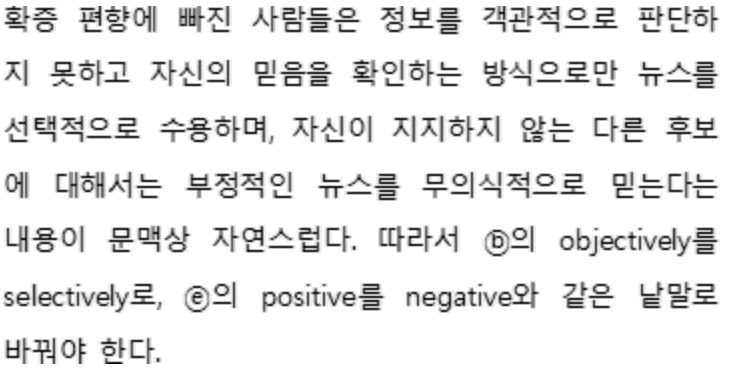 확증 편향에 빠진 사람들은 정보를 객관적으로 판단하
지 못하고 자신의 믿음을 확인하는 방식으로만 뉴스를
선택적으로 수용하며, 자신이 지지하지 않는 다른 후보
에 대해서는 부정적인 뉴스를 무의식적으로 믿는다는
내용이 문맥상 자연스럽다. 따라서 ⓑ의 objectively를
selectively로, ⓔ의 positive를 negative와 같은 낱말로
바꿔야 한다.